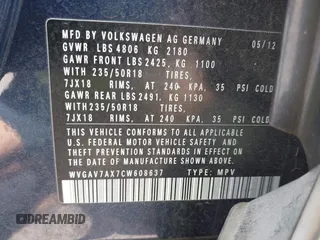 MFD BY VOLKSWAGEN AG GERMANY 05/12
GVWR LBS 4806 KG 2180
GAWR FRONT LBS 2425, KG 1100
WITH 235/50R18 TIRES,
7JX18 RIMS, AT 240 KPA, 35 PSI COLD
GAWR REAR LBS 2491, KG 1130
WITH 235/50R18 TIRES,
7JX18 RIMS, AT 240 KPA, 35 PSI COLD
THIS VEHICLE CONFORMS TO ALL APPLICABLE
U.S. FEDERAL MOTOR VEHICLE SAFETY AND
THEFT PREVENTION STANDARDS IN EFFECT ON
THE DATE OF MANUFACTURE SHOWN ABOVE.
WVGAV7AX7CW608637 TYPE: MPV
DREAMBID